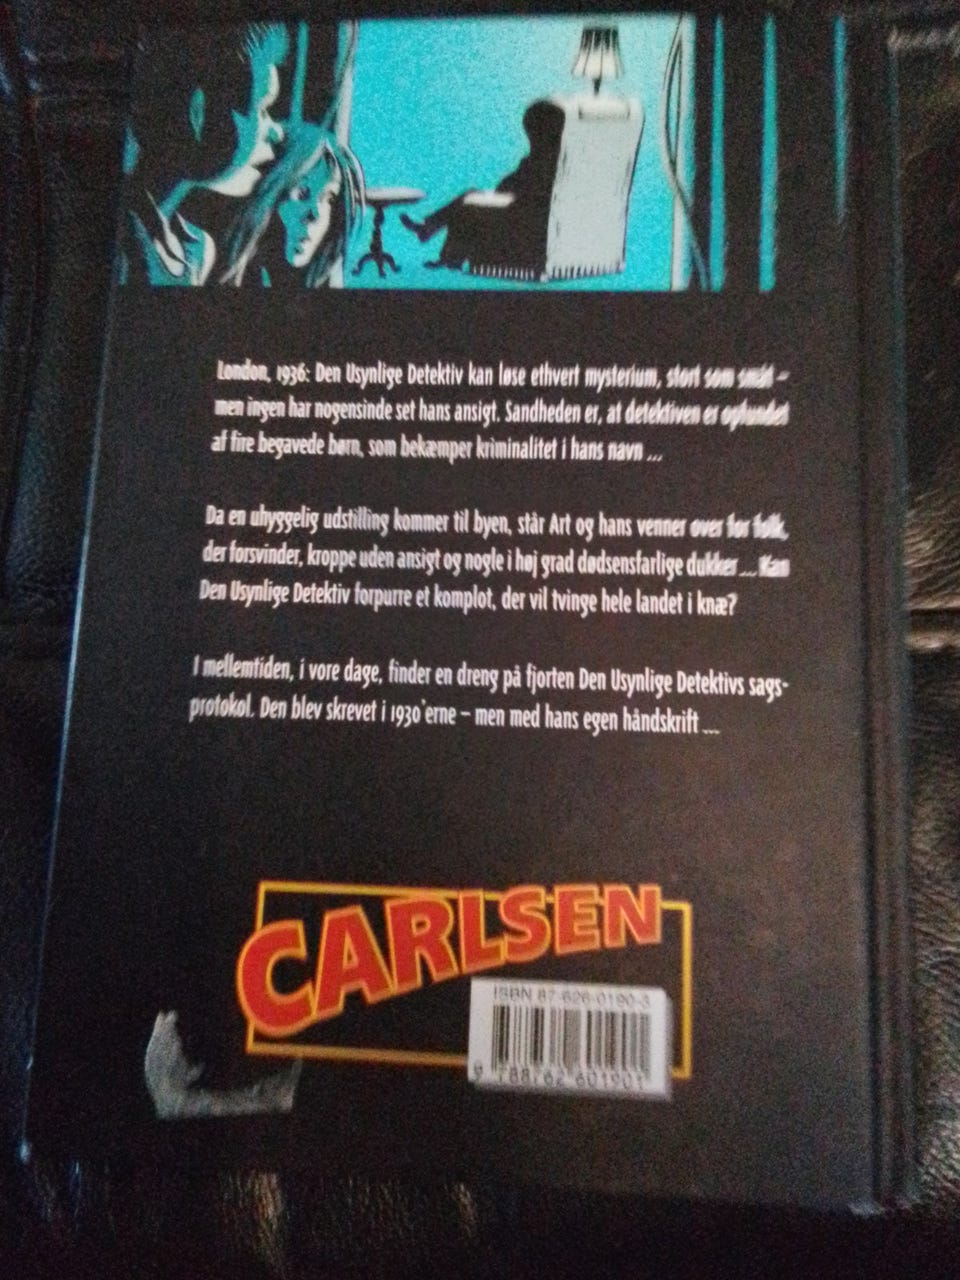 London, 1936: Den Usynlige Detektiv kan løse ethvert mysterium, stort som småt –
men ingen har nogensinde set hans ansigt. Sandheden er, at detektiven er opfundet
af fire begavede børn, som bekæmper kriminalitet i hans navn ...
Da en uhyggelig udstilling kommer til byen, står Art og hans venner over for folk,
der forsvinder, kroppe uden ansigt og nogle i høj grad dødsensfarlige dukker ... Kan
Den Usynlige Detektiv forpurre et komplot, der vil tvinge hele landet i knæ?
I mellemtiden, i vore dage, finder en dreng på fjorten Den Usynlige Detektivs sags-
protokol. Den blev skrevet i 1930'erne – men med hans egen håndskrift ...
CARLSEN
ISBN 87-626-0190-3
9 788762 601901